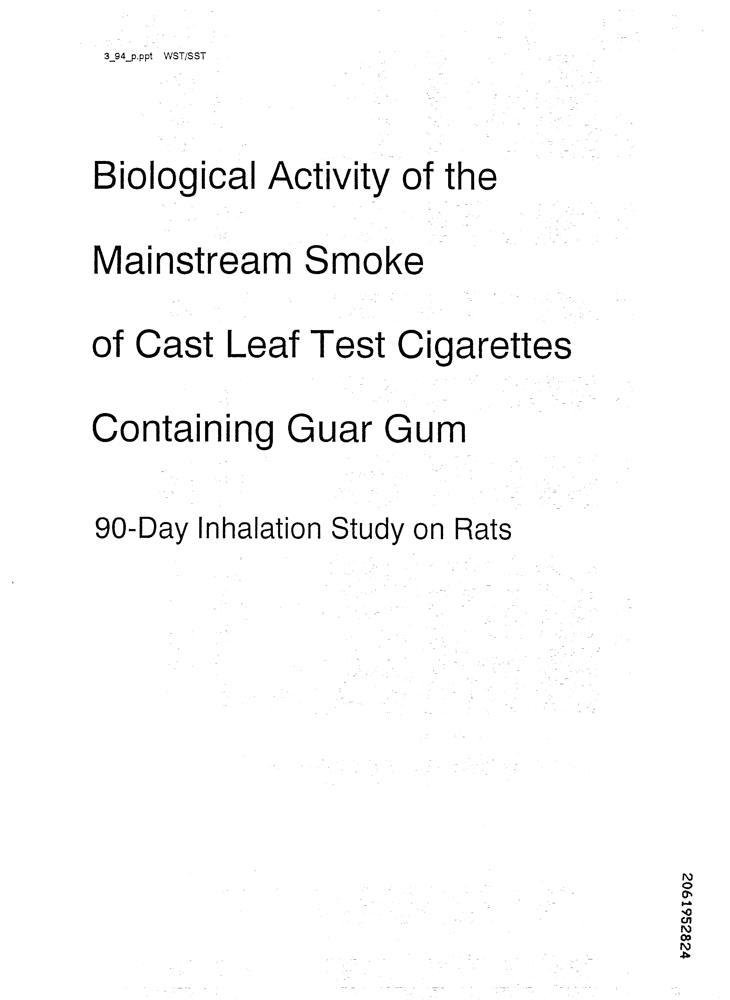 3_94_p.ppt WST/SST
Biological Activity of the
Mainstream Smoke
of Cast Leaf Test Cigarettes
Containing Guar Gum
90-Day Inhalation Study on Rats
2061952824